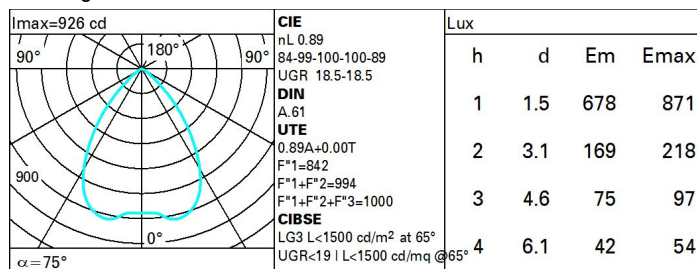 Imax=926 cd
90° 180° 90°
900
0°
α=75°
CIE
nL 0.89
84-99-100-100-89
UGR 18.5-18.5
DIN
A.61
UTE
0.89A+0.00T
F"1=842
F"1+F"2=994
F"1+F"2+F"3=1000
CIBSE
LG3 L<1500 cd/m² at 65°
UGR<19 | L<1500 cd/mq @65°
Lux
h d Em Emax
1 1.5 678 871
2 3.1 169 218
3 4.6 75 97
4 6.1 42 54